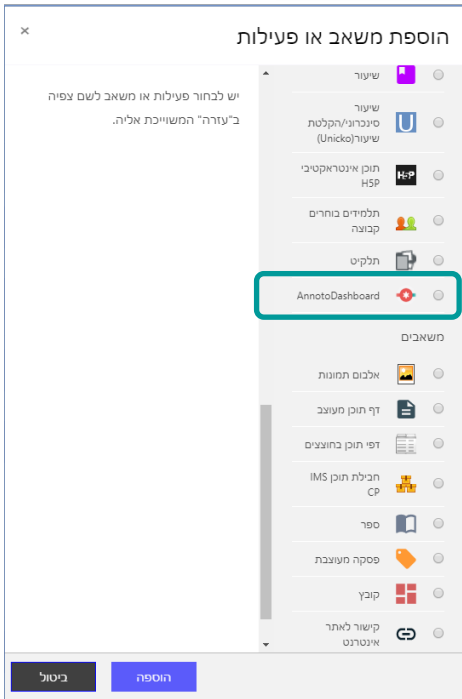 הוספת משאב או פעילות
×
שיעור
שיעור
סינכרוני/הקלטת
שיעור(Unicko)
U
תוכן אינטראקטיבי
H5P
H5P
תלמידים בוחרים
קבוצה
תלקיט
AnnotoDashboard
משאבים
אלבום תמונות
דף תוכן מעוצב
דפי תוכן בחוצצים
חבילת תוכן IMS
CP
ספר
פסקה מעוצבת
קובץ
קישור לאתר
אינטרנט
יש לבחור פעילות או משאב לשם צפיה
ב"עזרה" המשוייכת אליה.
הוספה
ביטול